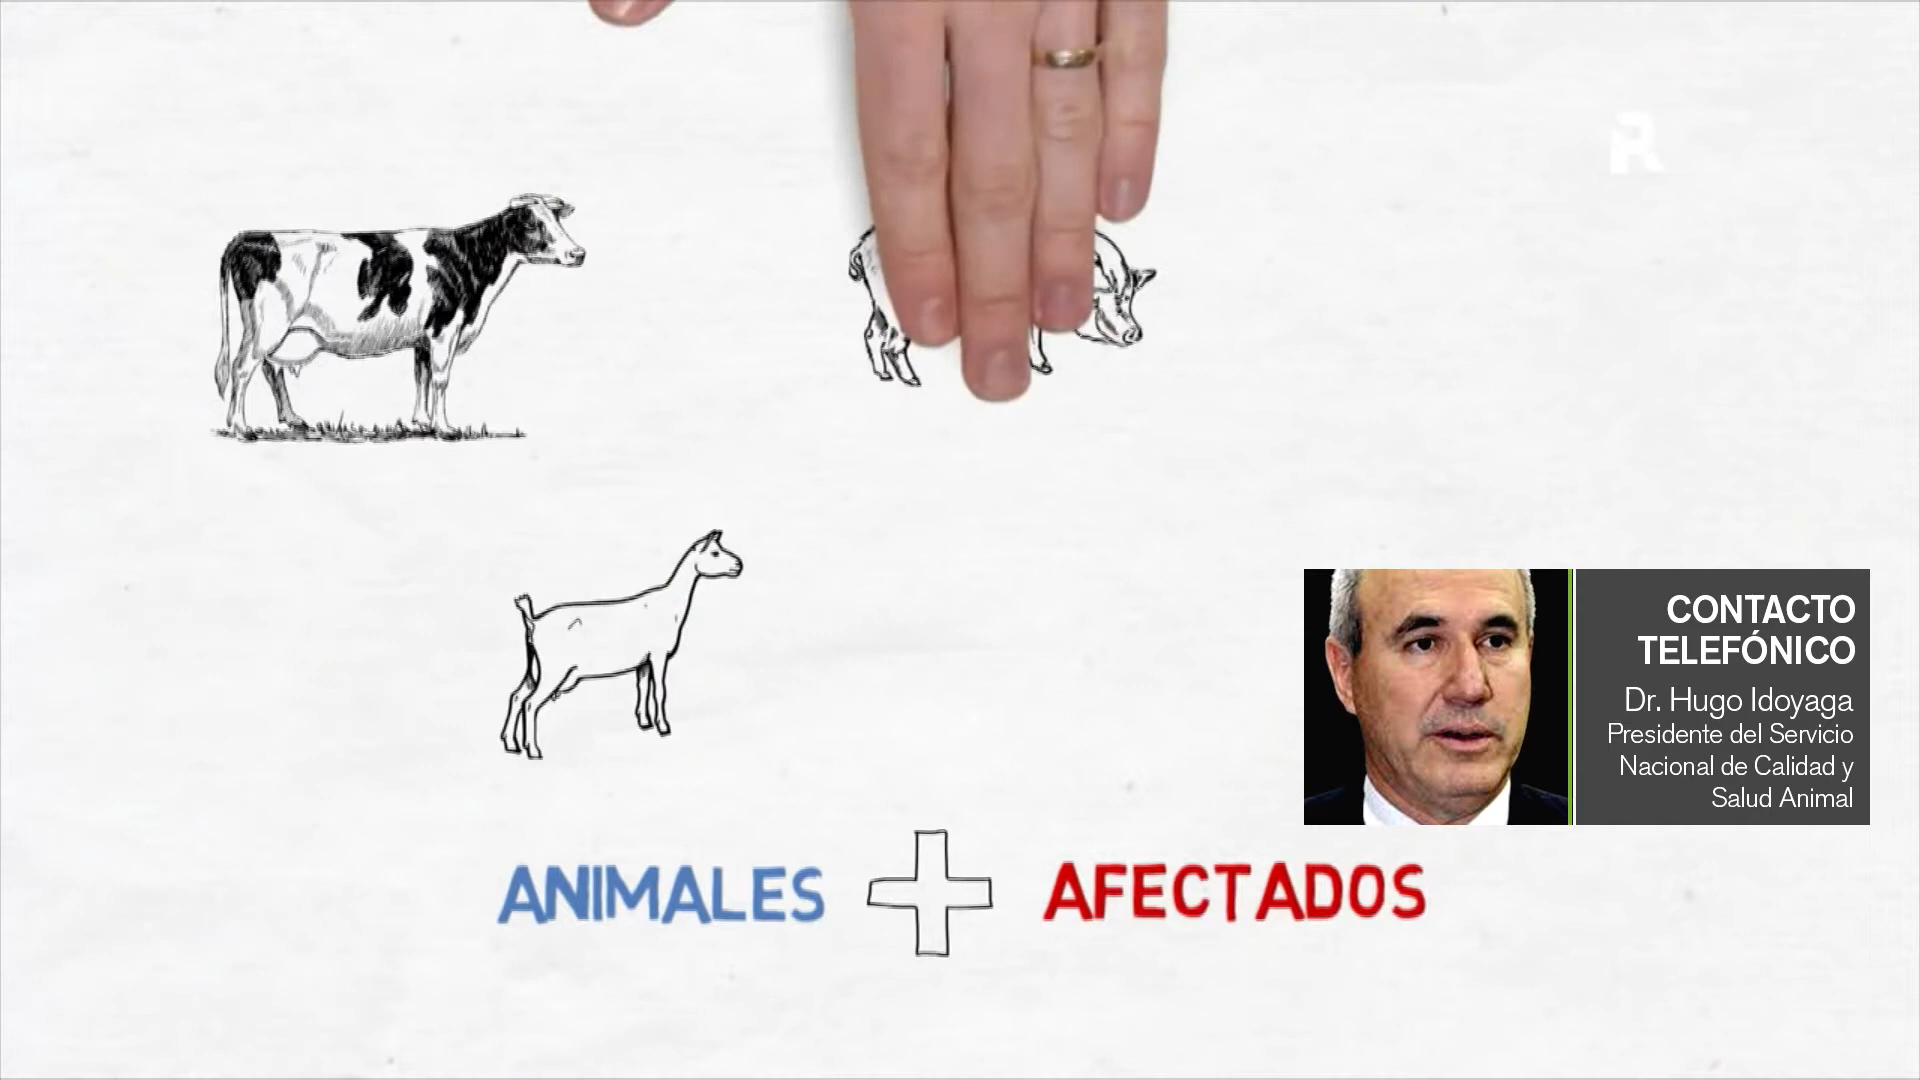 R
CONTACTO
TELEFÓNICO
Dr. Hugo Idoyaga
Presidente del Servicio
Nacional de Calidad y
Salud Animal
ANIMALES + AFECTADOS